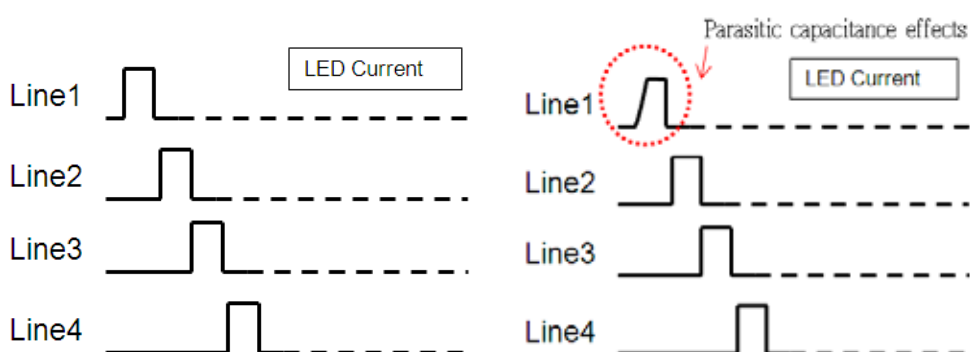 LED Current
Line1
Line2
Line3
Line4
Parasitic capacitance effects
LED Current
Line1
Line2
Line3
Line4